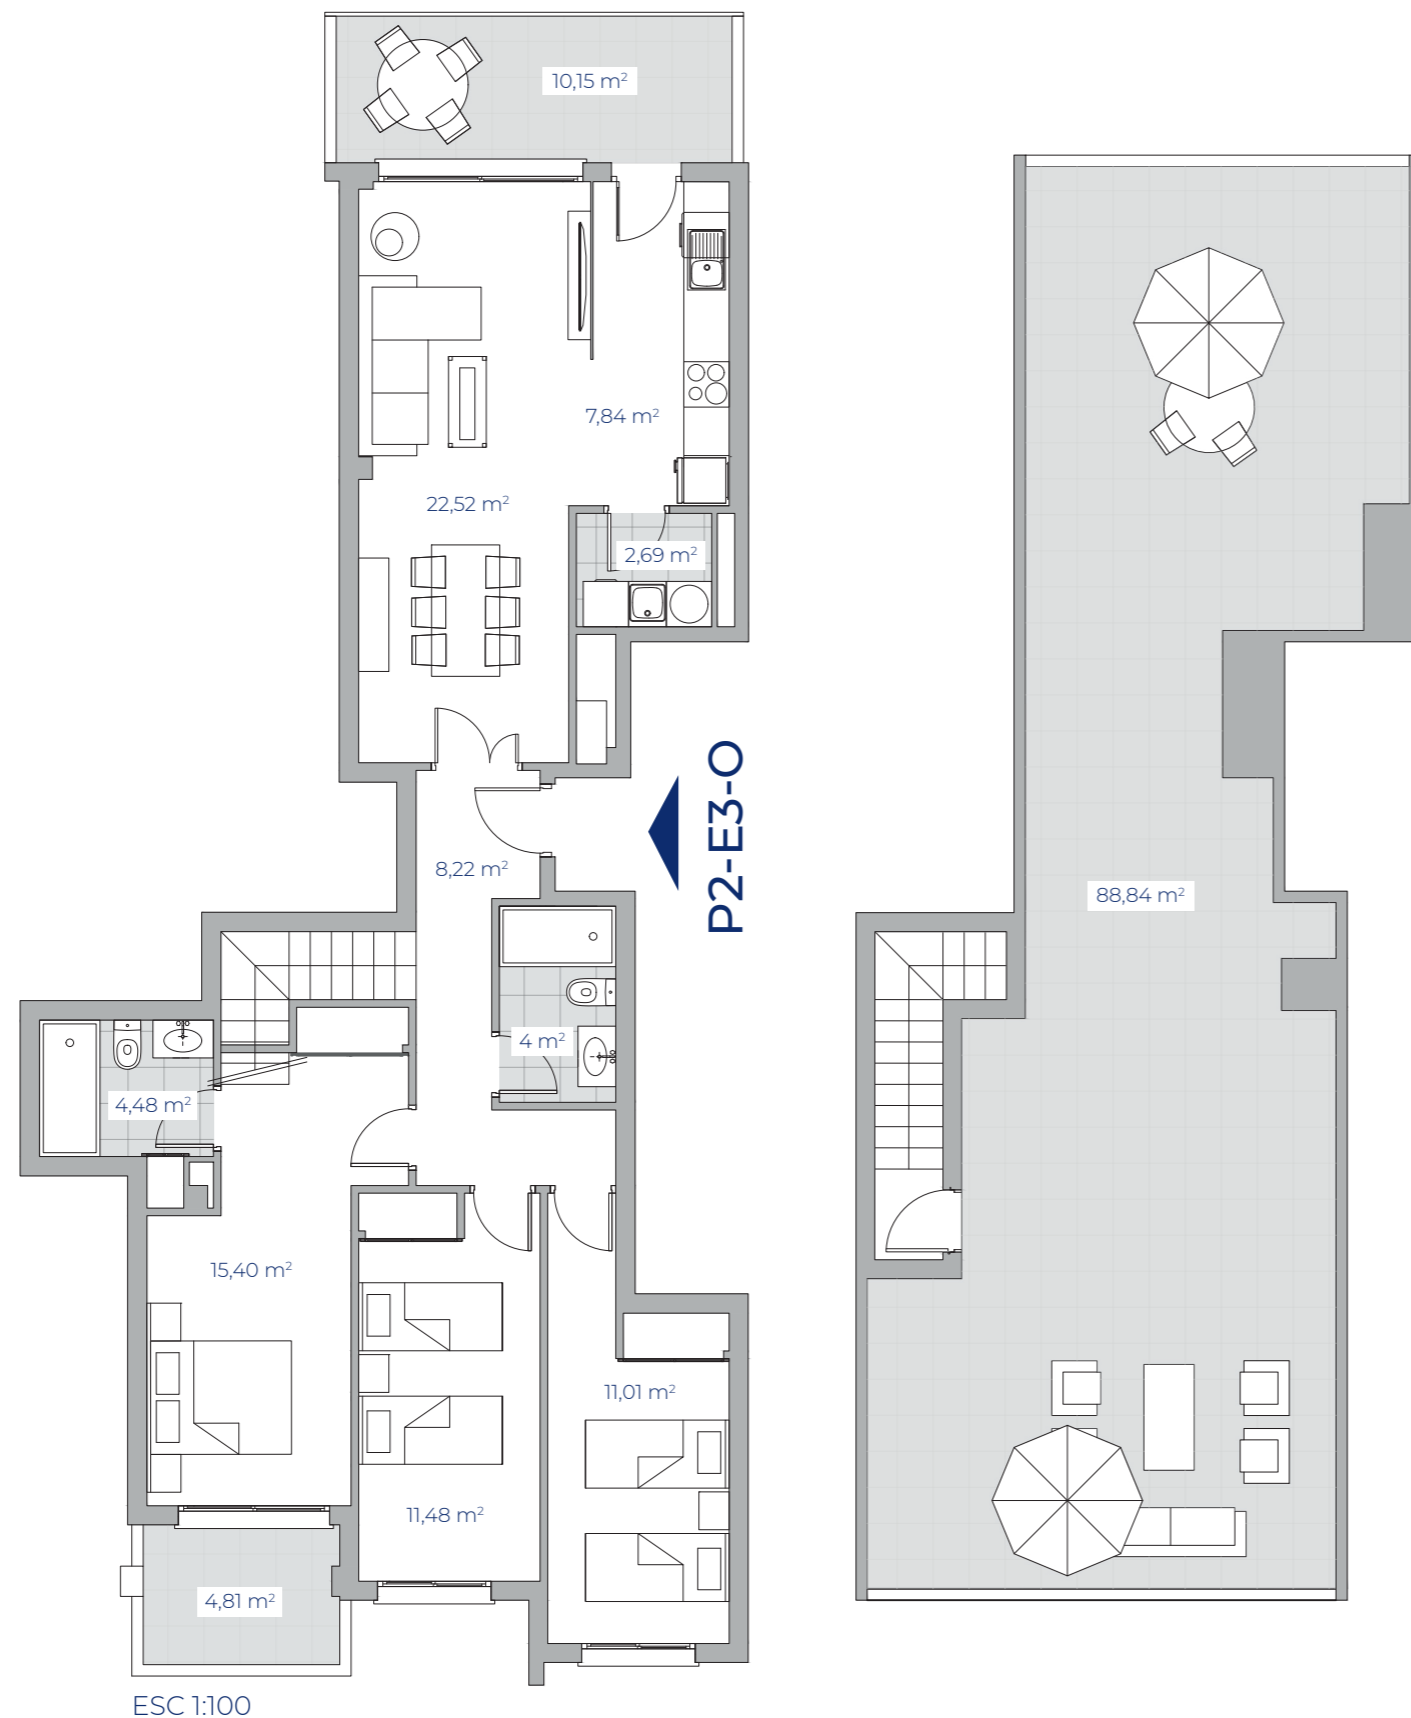 10,15 m²
7,84 m²
22,52 m²
2,69 m²
P2-E3-O
8,22 m²
88,84 m²
4 m²
4,48 m²
15,40 m²
11,01 m²
11,48 m²
4,81 m²
ESC 1:100